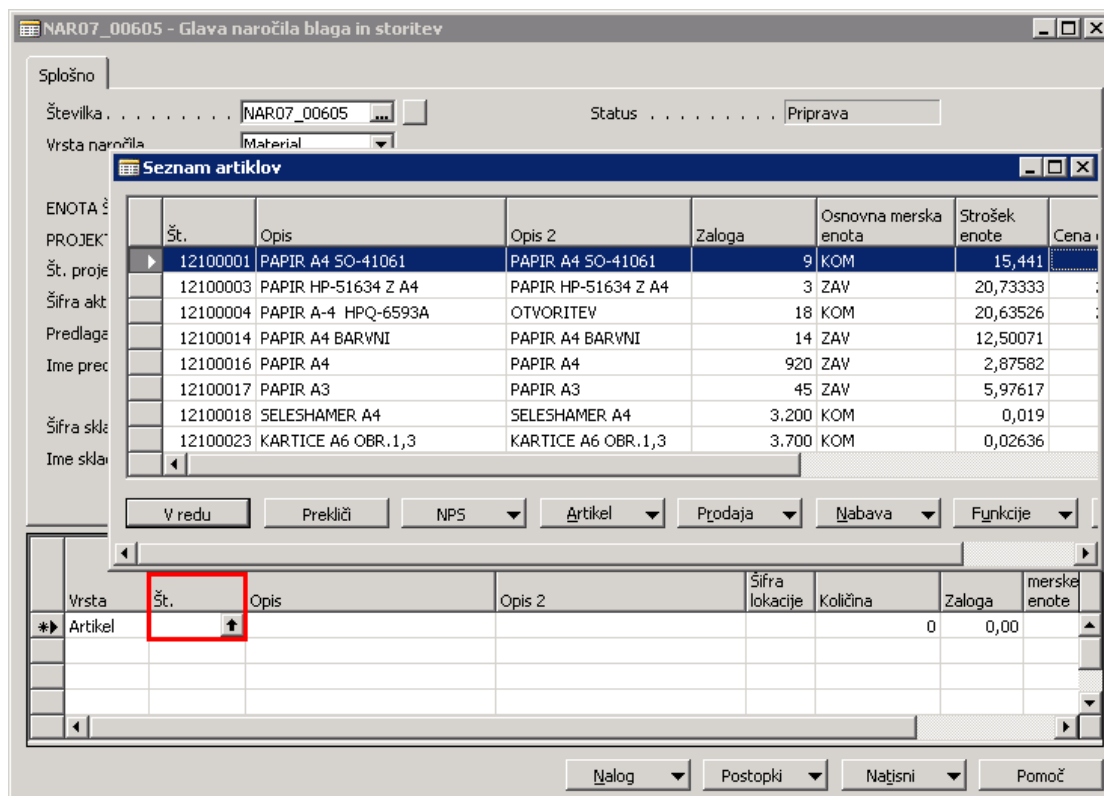 NAR07_00605 - Glava naročila blaga in storitev
Splošno
Številka . . . . . . . . . NAR07_00605 ... Status . . . . . . . . . Priprava
Vrsta naročila Material
Seznam artiklov
ENOTA
PROJEK
Št. proje
Šifra akt
Predlaga
Ime pred
Šifra skla
Ime sklad
Št. Opis Opis 2 Zaloga Osnovna merska enota Strošek enote Cena
12100001 PAPIR A4 SO-41061 PAPIR A4 SO-41061 9 KOM 15,441
12100003 PAPIR HP-51634 Z A4 PAPIR HP-51634 Z A4 3 ZAV 20,73333
12100004 PAPIR A-4 HPQ-6593A OTVORITEV 18 KOM 20,63526
12100014 PAPIR A4 BARVNI PAPIR A4 BARVNI 14 ZAV 12,50071
12100016 PAPIR A4 PAPIR A4 920 ZAV 2,87582
12100017 PAPIR A3 PAPIR A3 45 ZAV 5,97617
12100018 SELESHAMER A4 SELESHAMER A4 3.200 KOM 0,019
12100023 KARTICE A6 OBR.1,3 KARTICE A6 OBR.1,3 3.700 KOM 0,02636
V redu Prekliči NPS Artikel Prodaja Nabava Funkcije
Vrsta Št. Opis Opis 2 Šifra lokacije Količina Zaloga merske enote
Artikel 0 0,00
Nalog Postopki Natisni Pomoč